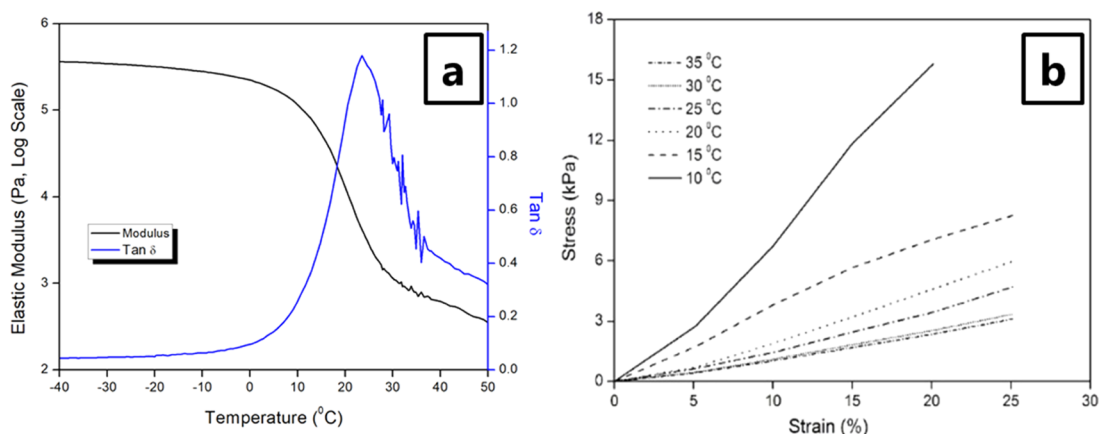 a
Elastic Modulus (Pa, Log Scale)
6
5
4
3
2
Modulus
Tan δ
1.2
1.0
0.8
0.6
0.4
0.2
0.0
Tan δ
-40 -30 -20 -10 0 10 20 30 40 50
Temperature (⁰C)
b
Stress (kPa)
18
15
12
9
6
3
0
35 ⁰C
30 ⁰C
25 ⁰C
20 ⁰C
15 ⁰C
10 ⁰C
0 5 10 15 20 25 30
Strain (%)